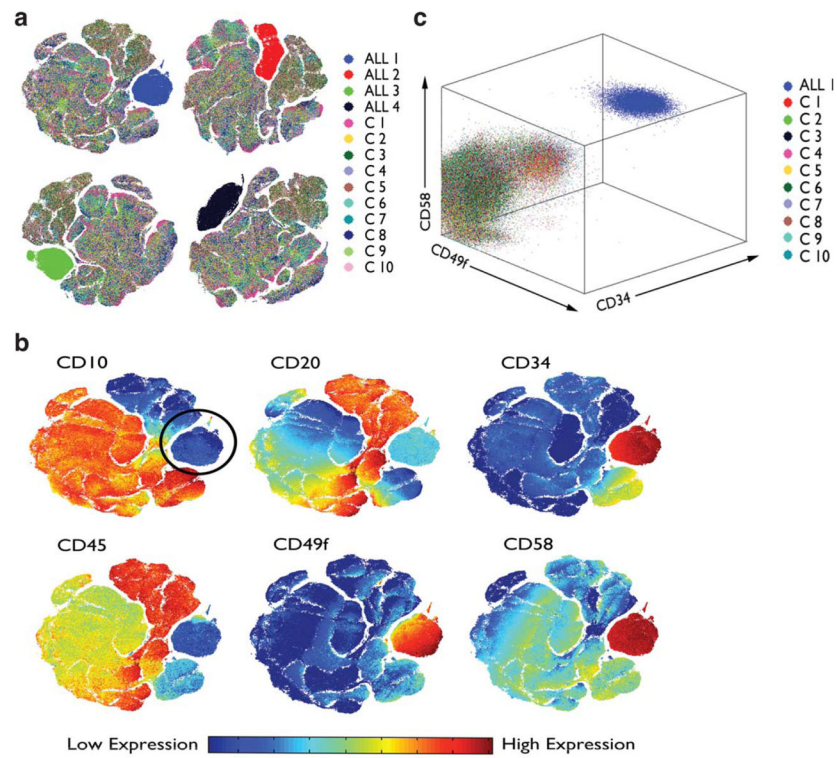 a
ALL 1
ALL 2
ALL 3
ALL 4
C 1
C 2
C 3
C 4
C 5
C 6
C 7
C 8
C 9
C 10
c
CD58
CD49f
CD34
ALL 1
C 1
C 2
C 3
C 4
C 5
C 6
C 7
C 8
C 9
C 10
b
CD10
CD20
CD34
CD45
CD49f
CD58
Low Expression
High Expression